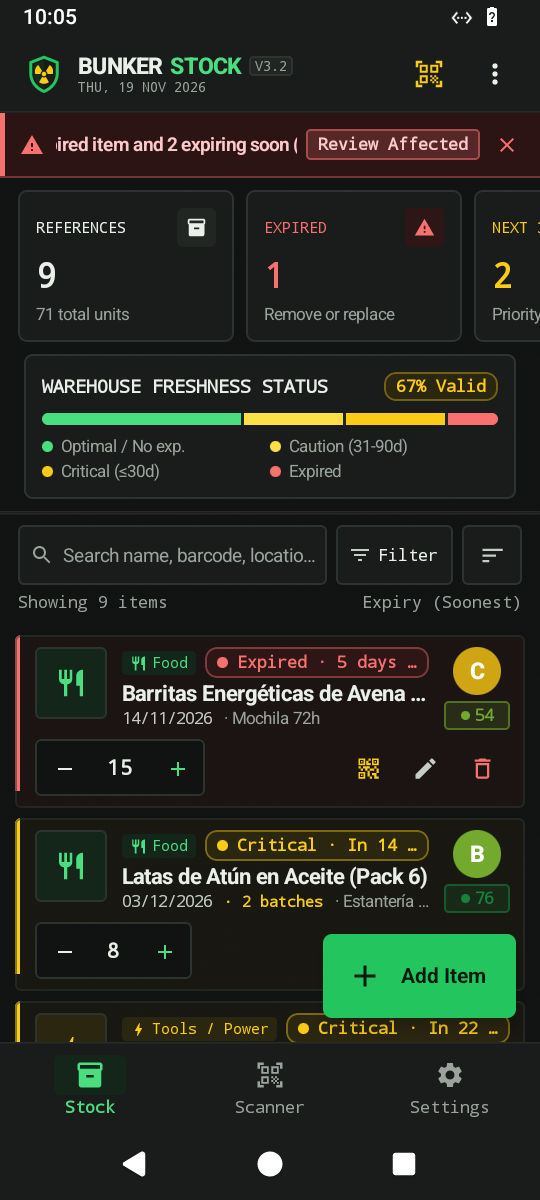 10:05
BUNKER STOCK V3.2
THU, 19 NOV 2026
ired item and 2 expiring soon (
Review Affected
REFERENCES
9
71 total units
EXPIRED
1
Remove or replace
NEXT
2
Priority
WAREHOUSE FRESHNESS STATUS
67% Valid
Optimal / No exp.
Caution (31-90d)
Critical (≤30d)
Expired
Search name, barcode, locatio...
Filter
Showing 9 items
Expiry (Soonest)
Food
Expired · 5 days …
C
Barritas Energéticas de Avena …
14/11/2026 · Mochila 72h
54
− 15 +
Food
Critical · In 14 …
B
Latas de Atún en Aceite (Pack 6)
03/12/2026 · 2 batches · Estantería …
76
− 8 +
+ Add Item
Tools / Power
Critical · In 22 …
Stock
Scanner
Settings